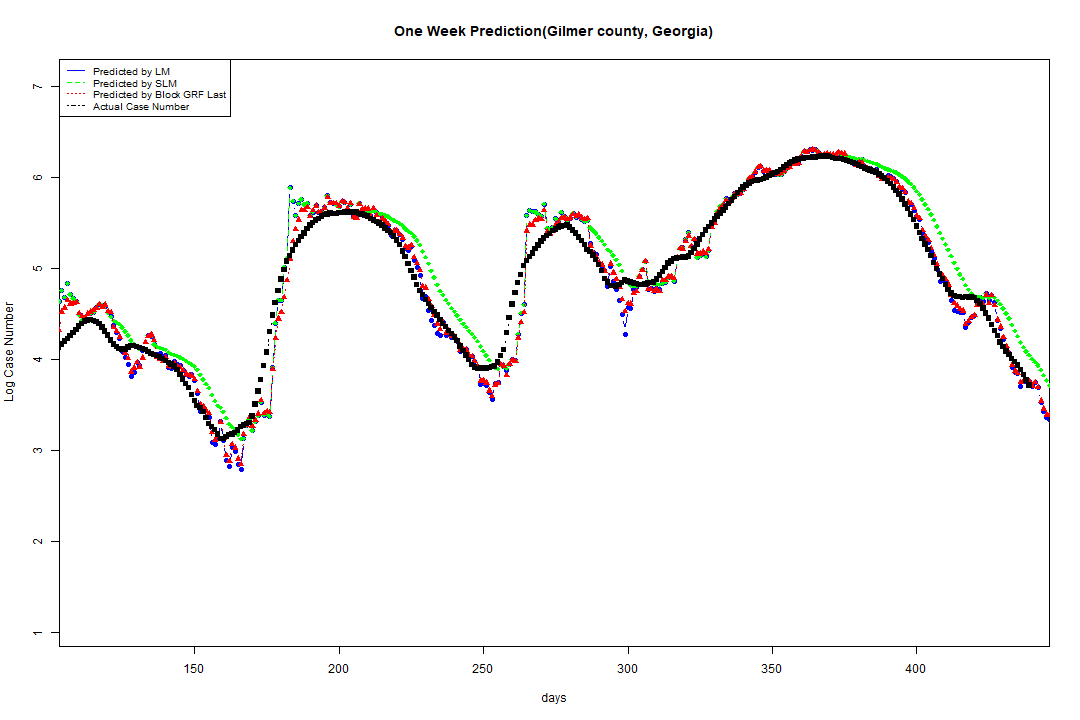 One Week Prediction(Gilmer county, Georgia)
Predicted by LM
Predicted by SLM
Predicted by Block GRF Last
Actual Case Number
7
6
5
4
3
2
1
Log Case Number
150 200 250 300 350 400
days